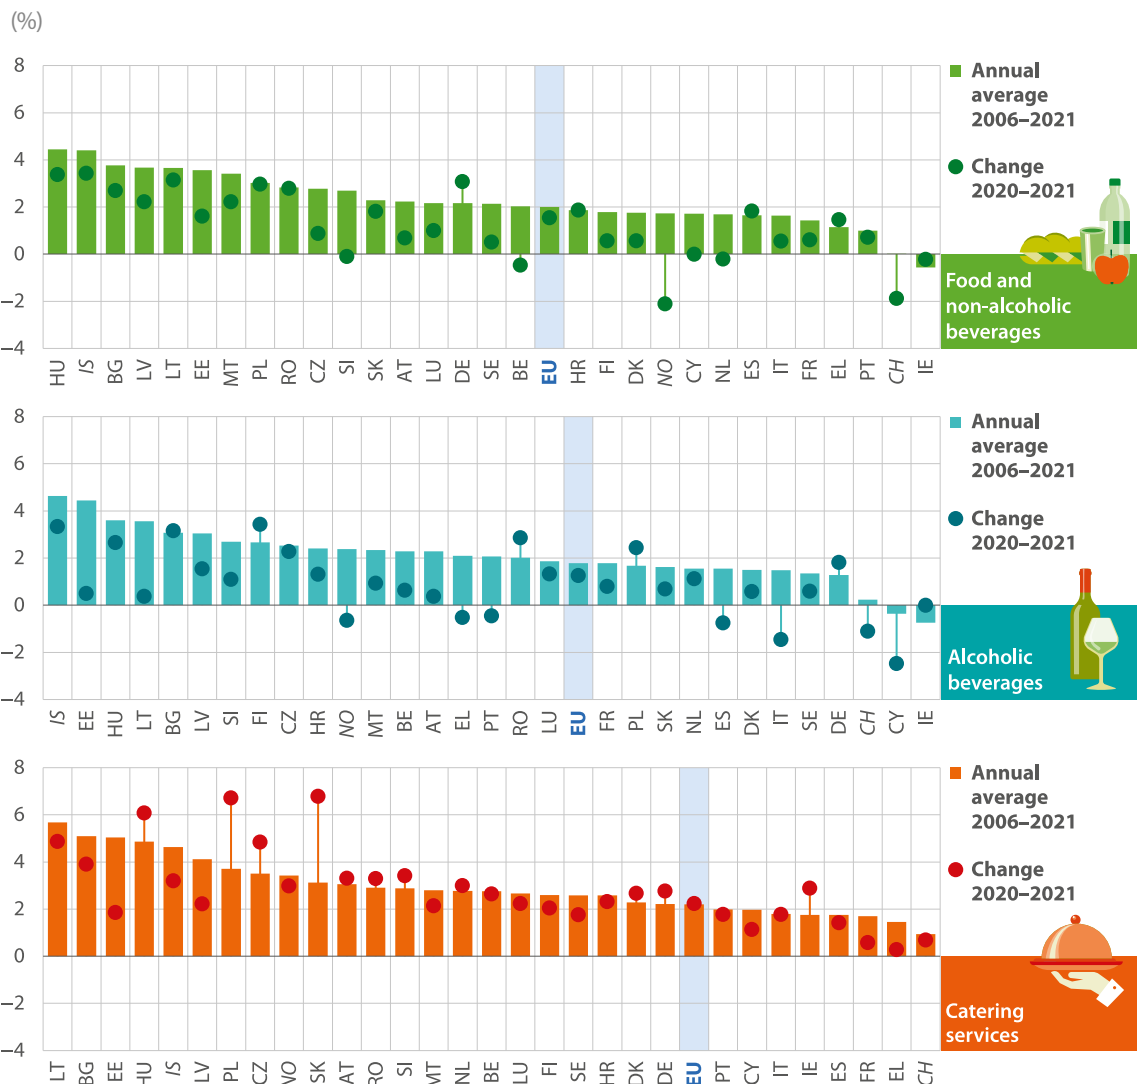 (%)
8
6
4
2
0
−2
−4
HU IS BG LV LT EE MT PL RO CZ SI SK AT LU DE SE BE EU HR FI DK NO CY NL ES IT FR EL PT CH IE
Annual
average
2006–2021
Change
2020–2021
Food and
non-alcoholic
beverages
8
6
4
2
0
−2
−4
IS EE HU LT BG LV SI FI CZ HR NO MT BE AT EL PT RO LU EU FR PL SK NL ES DK IT SE DE CH CY IE
Annual
average
2006–2021
Change
2020–2021
Alcoholic
beverages
8
6
4
2
0
−2
−4
LT BG EE HU IS LV PL CZ NO SK AT RO SI MT NL BE LU FI SE HR DK DE EU PT CY IT IE ES FR EL CH
Annual
average
2006–2021
Change
2020–2021
Catering
services